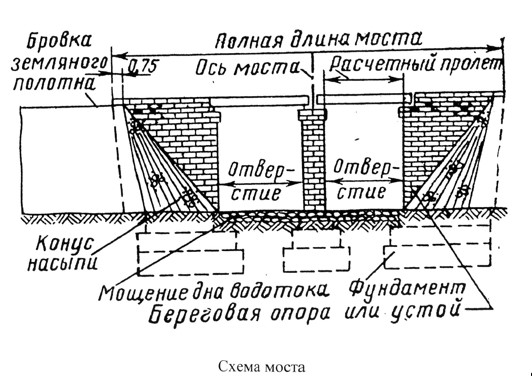 Бровка
земляного
полотна
0,75
Полная длина моста
Ось моста
Расчетный пролет
Отвер-
стие
Отвер-
стие
Конус
насыпи
Мощение дна водотока
Фундамент
Береговая опора или устой
Схема моста